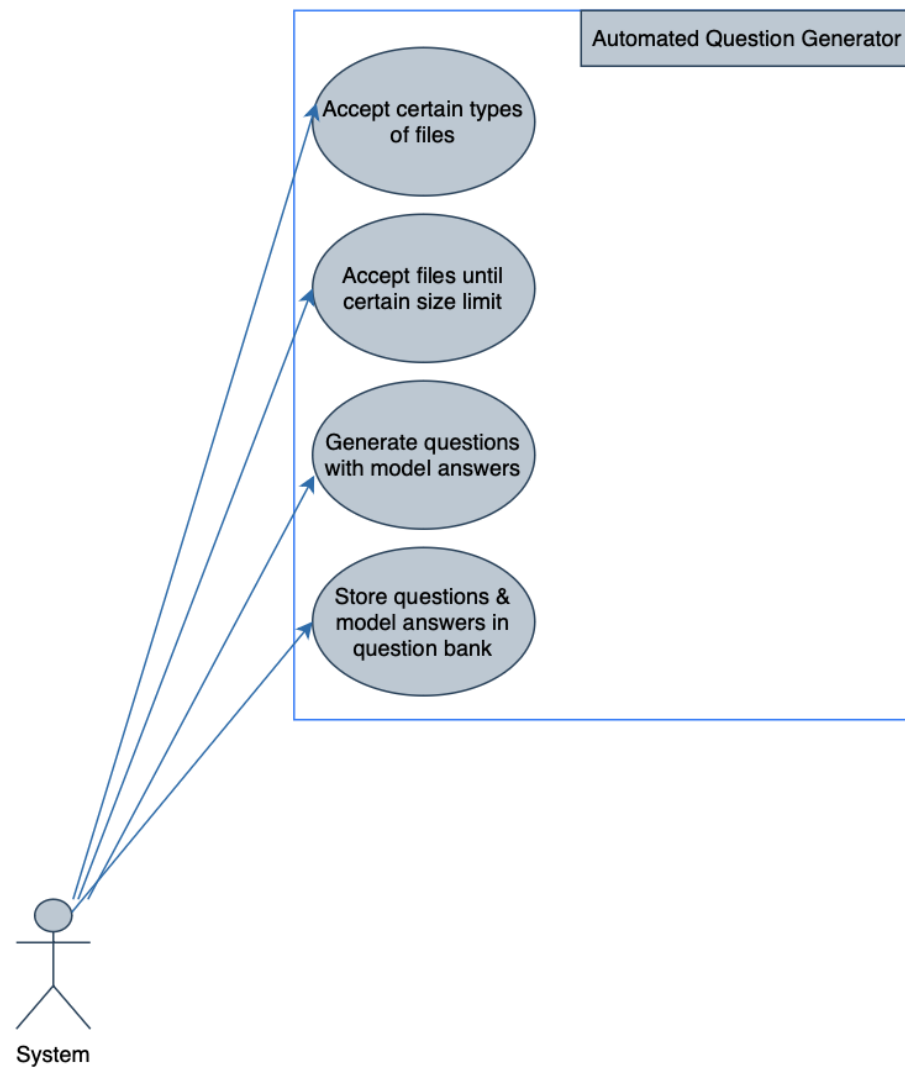 Automated Question Generator
Accept certain types
of files
Accept files until
certain size limit
Generate questions
with model answers
Store questions &
model answers in
question bank
System